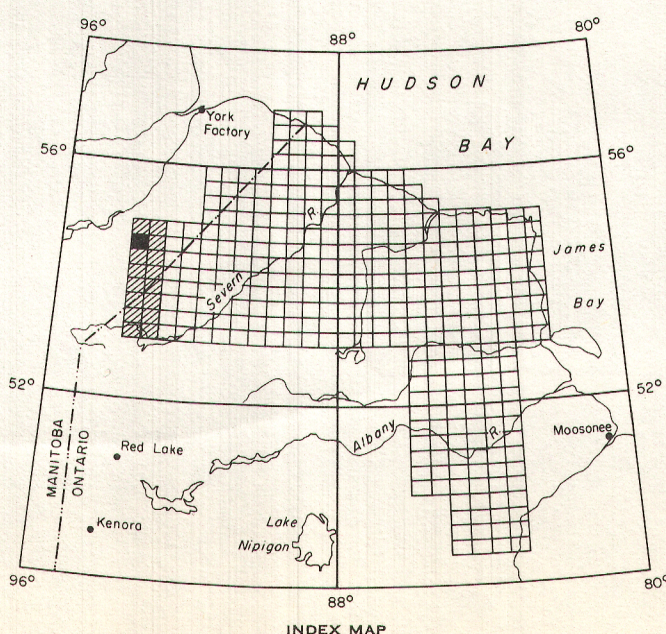 96°
88°
80°
HUDSON
York
Factory
BAY
56°
56°
R.
James
Severn
Bay
52°
52°
Albany
R.
Moosonee
MANITOBA
ONTARIO
Red Lake
Kenora
Lake
Nipigon
96°
80°
88°
INDEX MAP